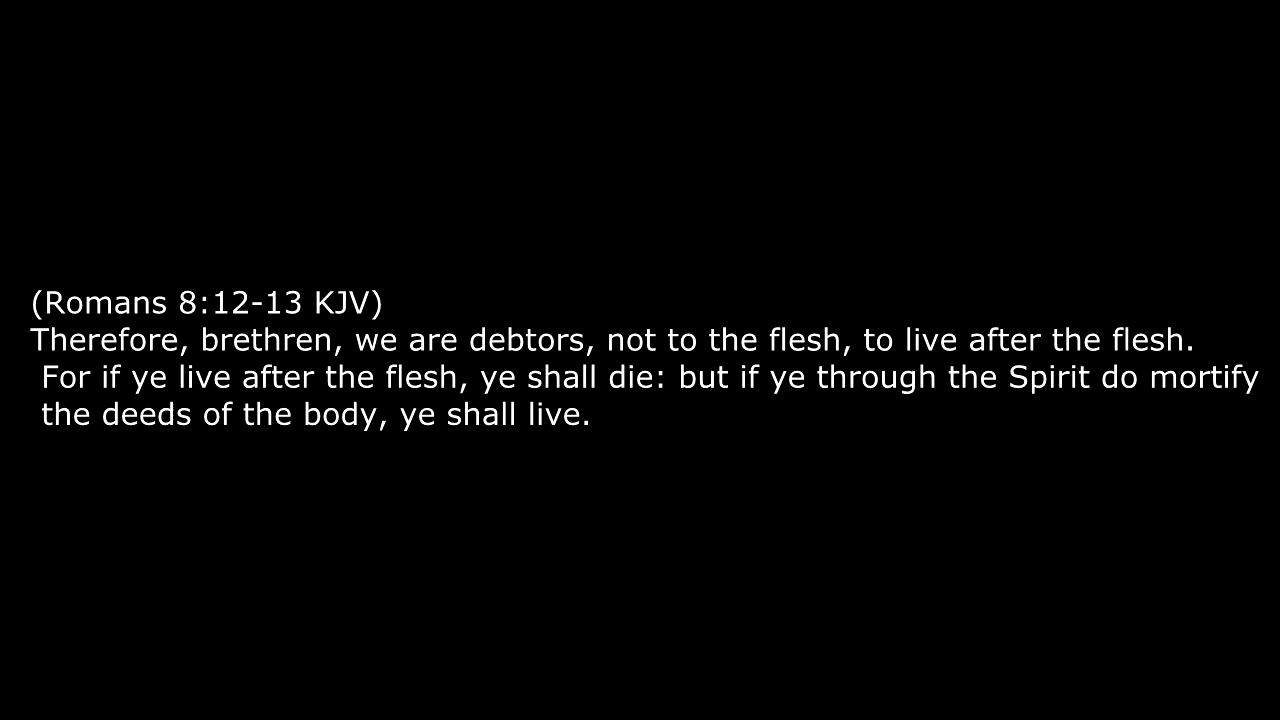 (Romans 8:12-13 KJV)
Therefore, brethren, we are debtors, not to the flesh, to live after the flesh.
For if ye live after the flesh, ye shall die: but if ye through the Spirit do mortify
the deeds of the body, ye shall live.